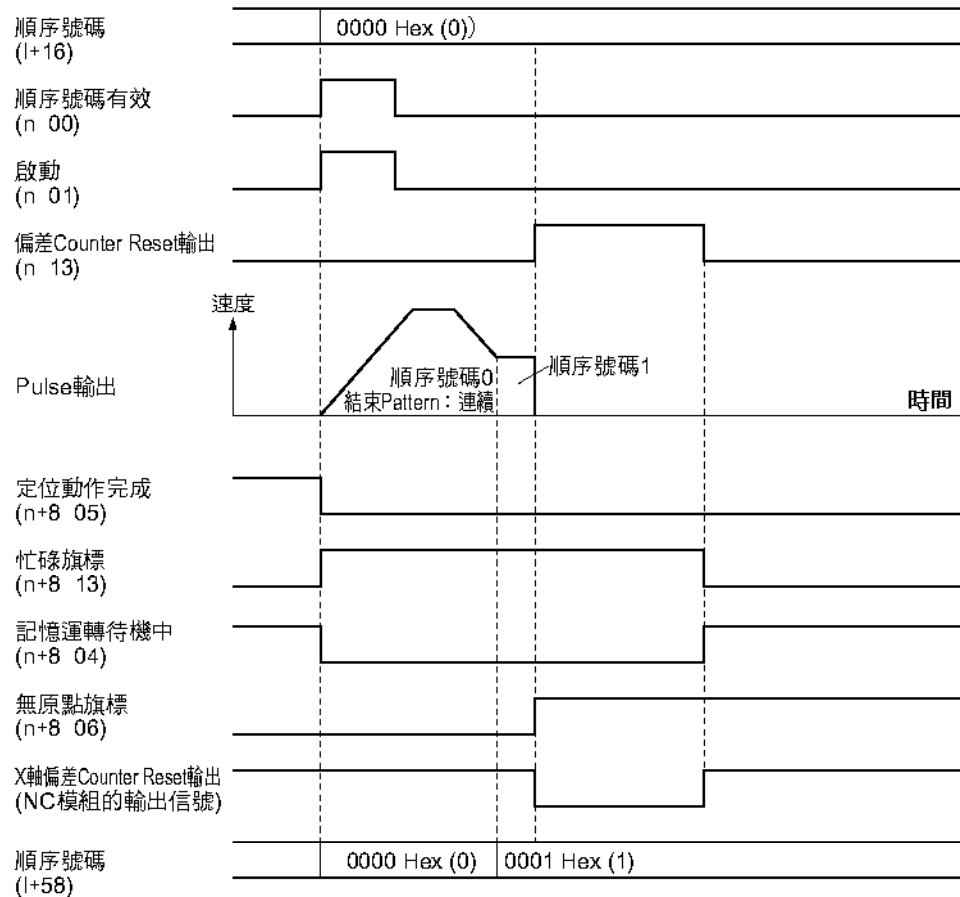 順序號碼
(l+16)
0000 Hex (0))
順序號碼有效
(n 00)
啟動
(n 01)
偏差Counter Reset輸出
(n 13)
速度
Pulse輸出
順序號碼0
結束Pattern：連續
順序號碼1
時間
定位動作完成
(n+8 05)
忙碌旗標
(n+8 13)
記憶運轉待機中
(n+8 04)
無原點旗標
(n+8 06)
X軸偏差Counter Reset輸出
(NC模組的輸出信號)
順序號碼
(l+58)
0000 Hex (0)
0001 Hex (1)